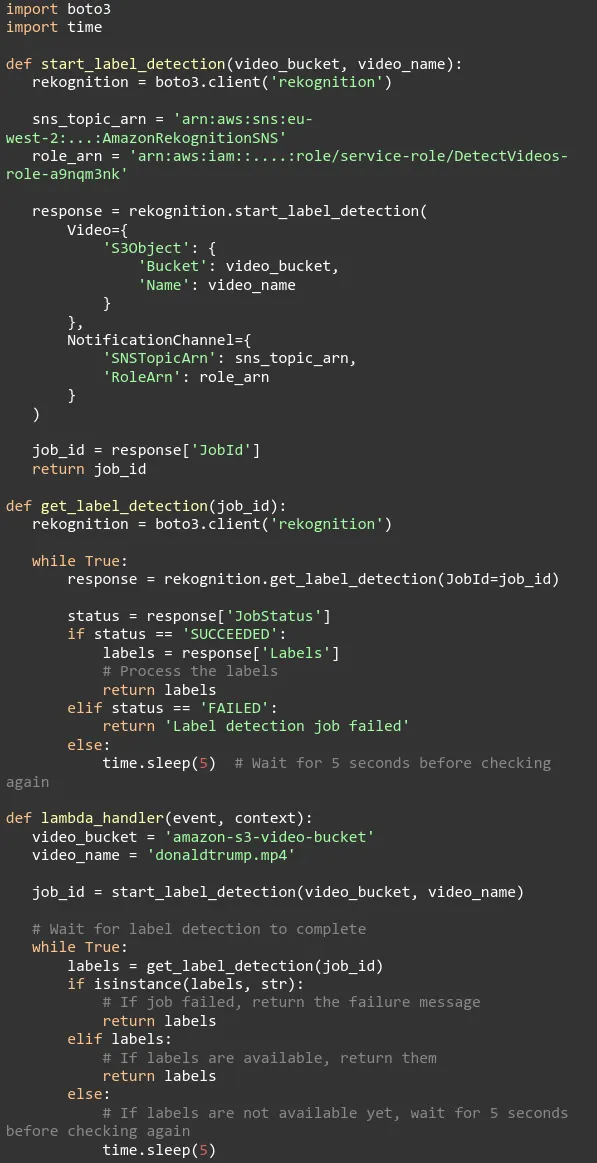 import boto3
import time
def start_label_detection(video_bucket, video_name):
rekognition = boto3.client('rekognition')
sns_topic_arn = 'arn:aws:sns:eu-
west-2:...:AmazonRekognitionSNS'
role_arn = 'arn:aws:iam::....:role/service-role/DetectVideos-
role-a9nqm3nk'
response = rekognition.start_label_detection(
Video={
'S3Object': {
'Bucket': video_bucket,
'Name': video_name
}
},
NotificationChannel={
'SNSTopicArn': sns_topic_arn,
'RoleArn': role_arn
}
)
job_id = response['JobId']
return job_id
def get_label_detection(job_id):
rekognition = boto3.client('rekognition')
while True:
response = rekognition.get_label_detection(JobId=job_id)
status = response['JobStatus']
if status == 'SUCCEEDED':
labels = response['Labels']
# Process the labels
return labels
elif status == 'FAILED':
return 'Label detection job failed'
else:
time.sleep(5)  # Wait for 5 seconds before checking
again
def lambda_handler(event, context):
video_bucket = 'amazon-s3-video-bucket'
video_name = 'donaldtrump.mp4'
job_id = start_label_detection(video_bucket, video_name)
# Wait for label detection to complete
while True:
labels = get_label_detection(job_id)
if isinstance(labels, str):
# If job failed, return the failure message
return labels
elif labels:
# If labels are available, return them
return labels
else:
# If labels are not available yet, wait for 5 seconds
before checking again
time.sleep(5)